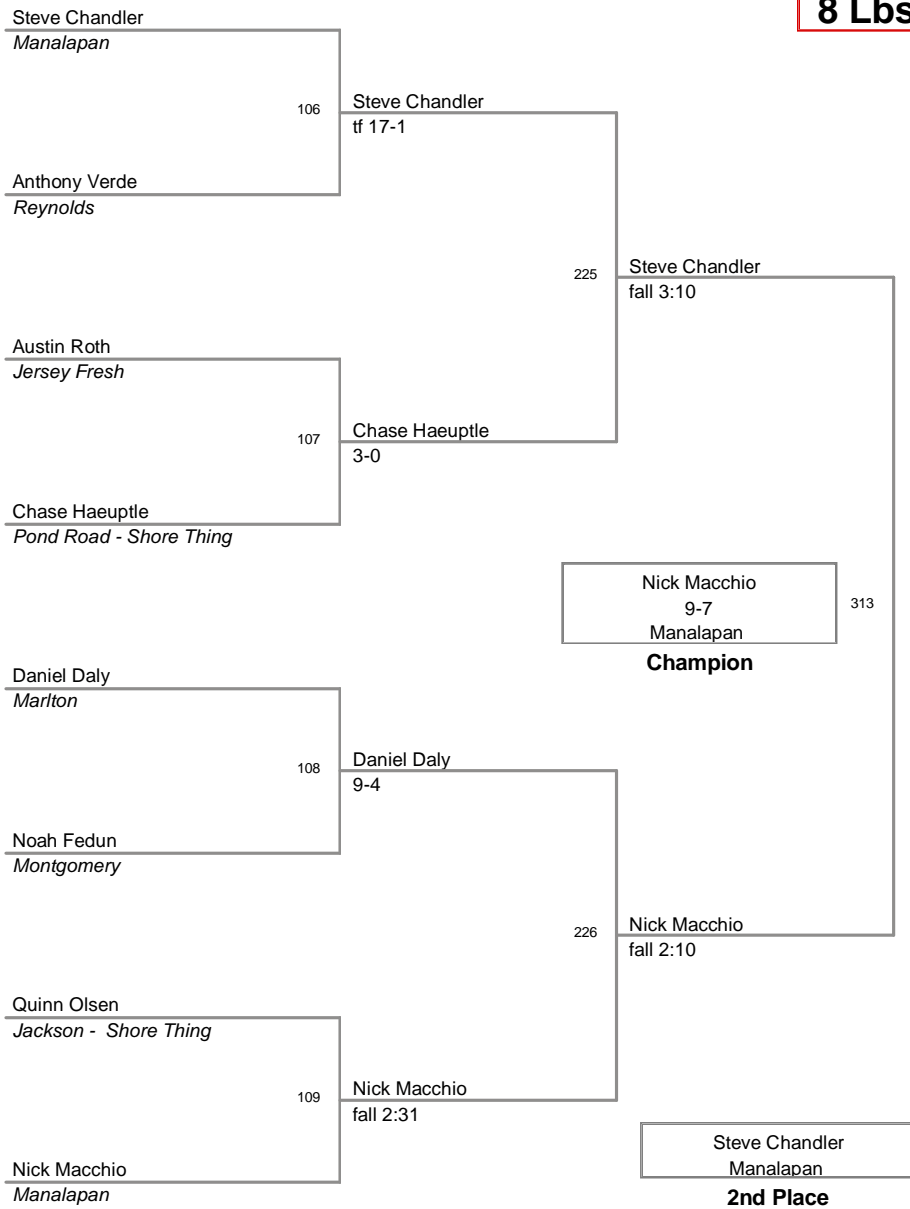 8 Lbs
Steve Chandler
Manalapan
106
Steve Chandler
tf 17-1
Anthony Verde
Reynolds
225
Steve Chandler
fall 3:10
Austin Roth
Jersey Fresh
107
Chase Haeuptle
3-0
Chase Haeuptle
Pond Road - Shore Thing
Nick Macchio
9-7
Manalapan
313
Champion
Daniel Daly
Marlton
108
Daniel Daly
9-4
Noah Fedun
Montgomery
226
Nick Macchio
fall 2:10
Quinn Olsen
Jackson -  Shore Thing
109
Nick Macchio
fall 2:31
Nick Macchio
Manalapan
Steve Chandler
Manalapan
2nd Place